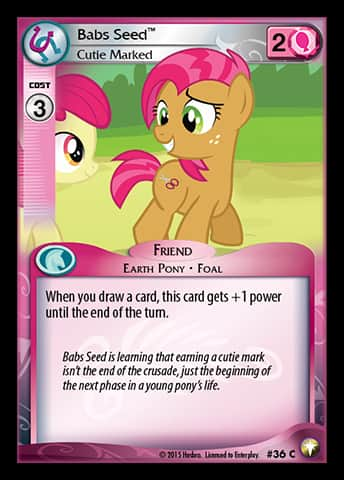 Babs Seed™
Cutie Marked
2
COST
3
FRIEND
EARTH PONY • FOAL
When you draw a card, this card gets +1 power
until the end of the turn.
Babs Seed is learning that earning a cutie mark
isn't the end of the crusade, just the beginning of
the next phase in a young pony's life.
© 2015 Hasbro. Licensed to Enterplay. #36 C